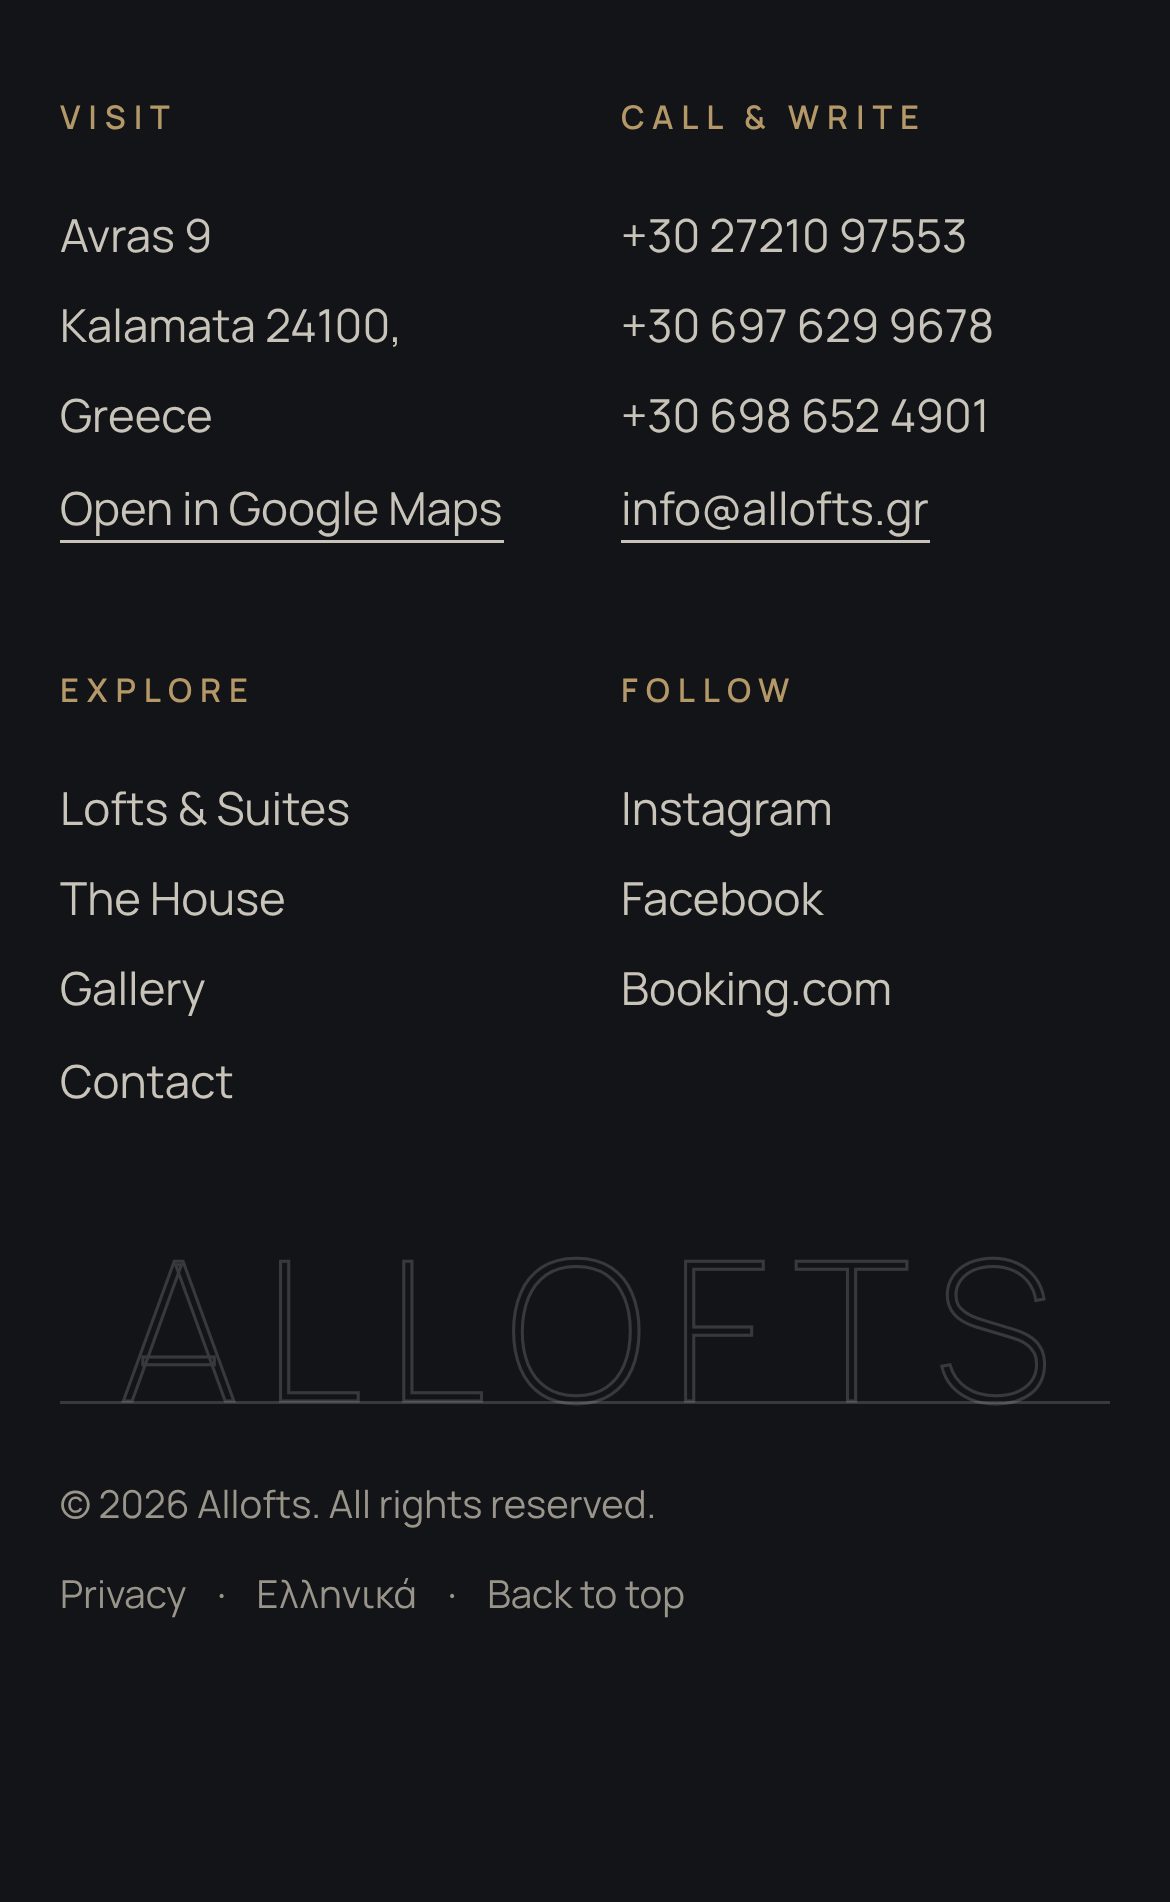 VISIT
Avras 9
Kalamata 24100,
Greece
Open in Google Maps
CALL & WRITE
+30 27210 97553
+30 697 629 9678
+30 698 652 4901
info@allofts.gr
EXPLORE
Lofts & Suites
The House
Gallery
Contact
FOLLOW
Instagram
Facebook
Booking.com
ALLOFTS
© 2026 Allofts. All rights reserved.
Privacy · Ελληνικά · Back to top